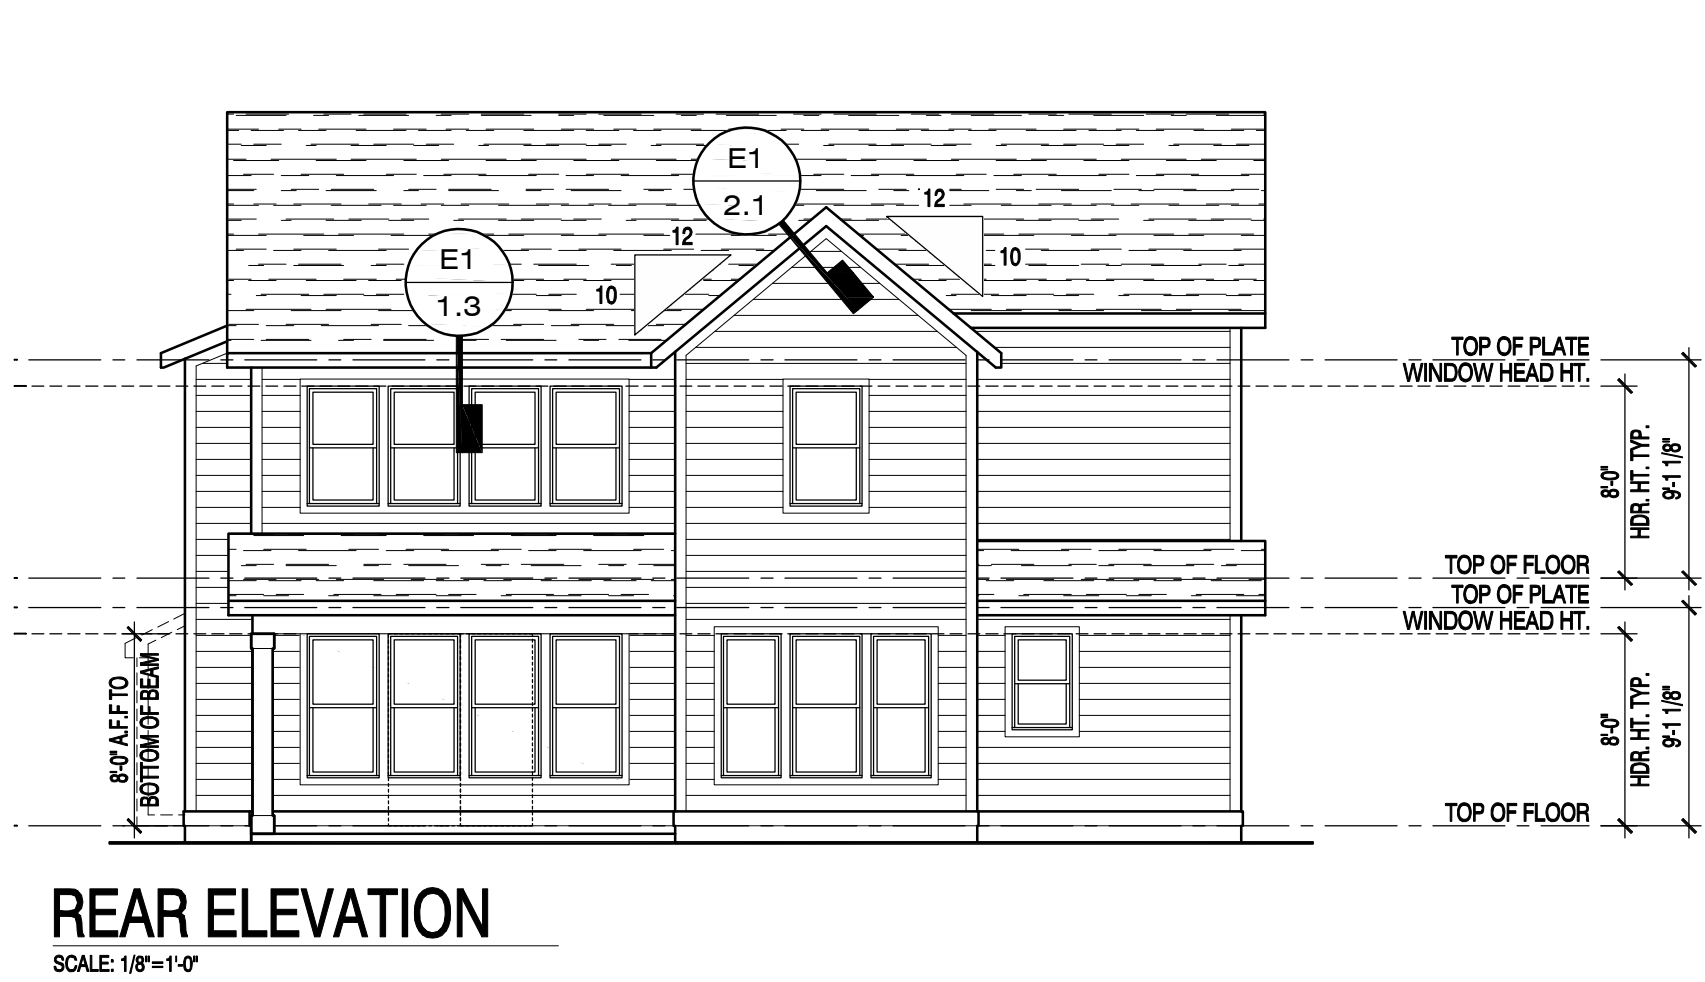 E1
2.1
12
10
E1
1.3
12
10
TOP OF PLATE
WINDOW HEAD HT.
8'-0"
HDR. HT. TYP.
9'-1 1/8"
TOP OF FLOOR
TOP OF PLATE
WINDOW HEAD HT.
8'-0" A.F.F TO
BOTTOM OF BEAM
8'-0"
HDR. HT. TYP.
9'-1 1/8"
TOP OF FLOOR
REAR ELEVATION
SCALE: 1/8"=1'-0"